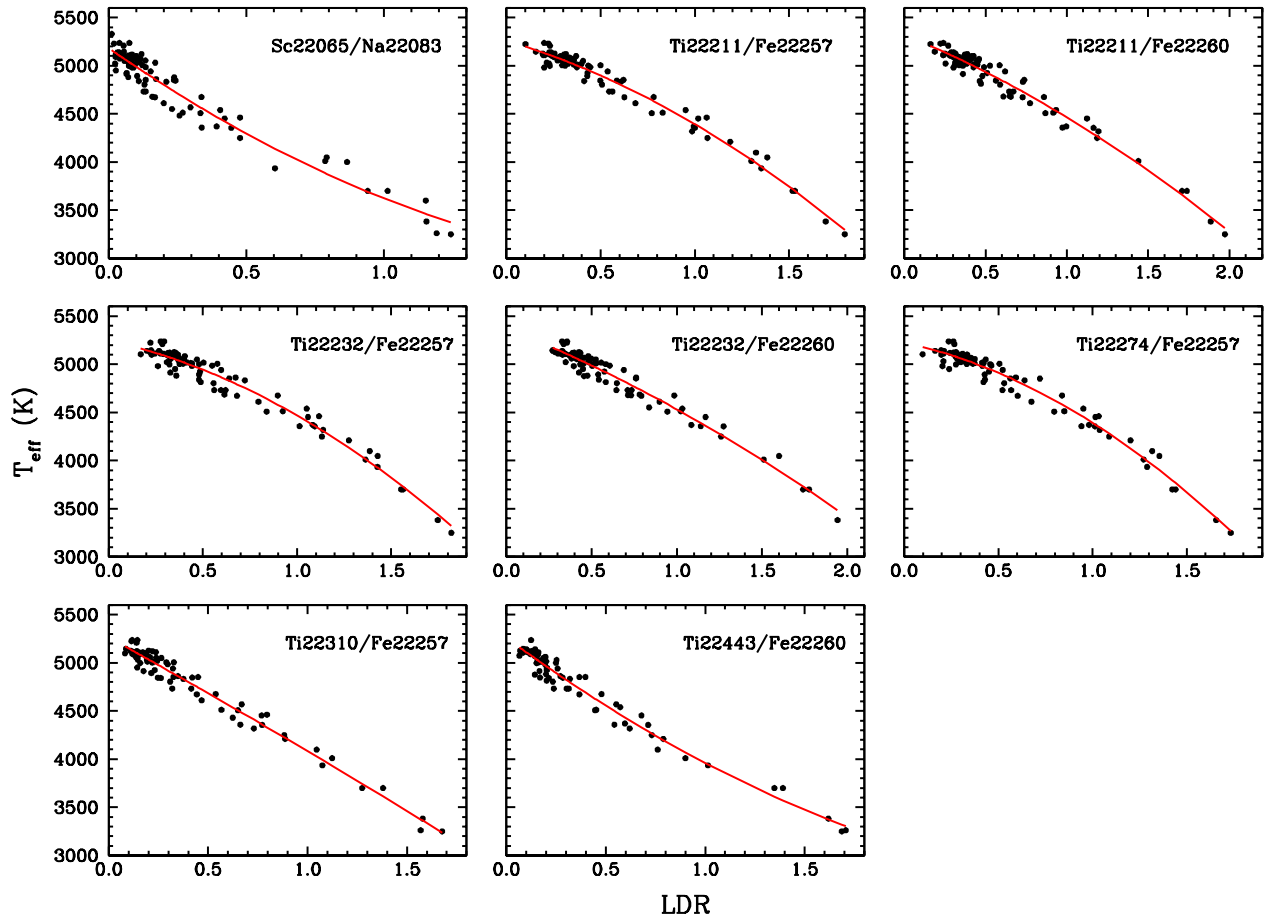 5500
5000
4500
4000
3500
3000
Sc22065/Na22083
0.0 0.5 1.0
Ti22211/Fe22257
0.0 0.5 1.0 1.5
Ti22211/Fe22260
0.0 0.5 1.0 1.5 2.0
T_eff (K)
5500
5000
4500
4000
3500
3000
Ti22232/Fe22257
0.0 0.5 1.0 1.5
Ti22232/Fe22260
0.0 0.5 1.0 1.5 2.0
Ti22274/Fe22257
0.0 0.5 1.0 1.5
5500
5000
4500
4000
3500
3000
Ti22310/Fe22257
0.0 0.5 1.0 1.5
Ti22443/Fe22260
0.0 0.5 1.0 1.5
LDR